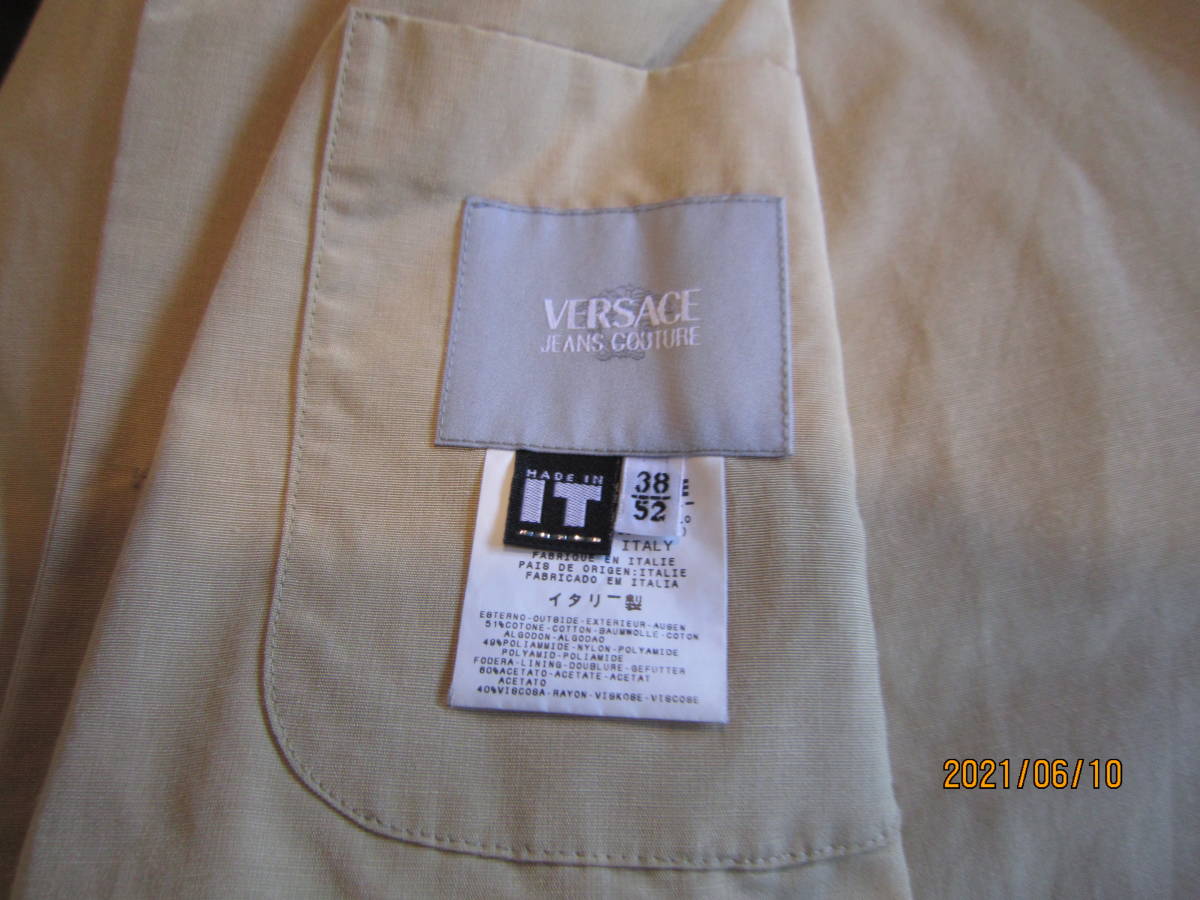 VERSACE
JEANS COUTURE
MADE IN
IT
38
52
ITALY
FABRIQUE EN ITALIE
PAIS DE ORIGEN:ITALIE
FABRICADO EM ITALIA
イタリー製
ESTERNO-OUTSIDE-EXTERIEUR-AUSEN
51%COTONE-COTTON-BAUMWOLLE-COTON
ALGODON-ALGODAO
49%POLIAMMIDE-NYLON-POLYAMIDE
POLYAMID-POLIAMIDE
FODERA-LINING-DOUBLURE-GEFUTTER
60%ACETATO-ACETATE-ACETAT
ACETATO
40%VISCOSA-RAYON-VISKOSE-VISCOSE
2021/06/10